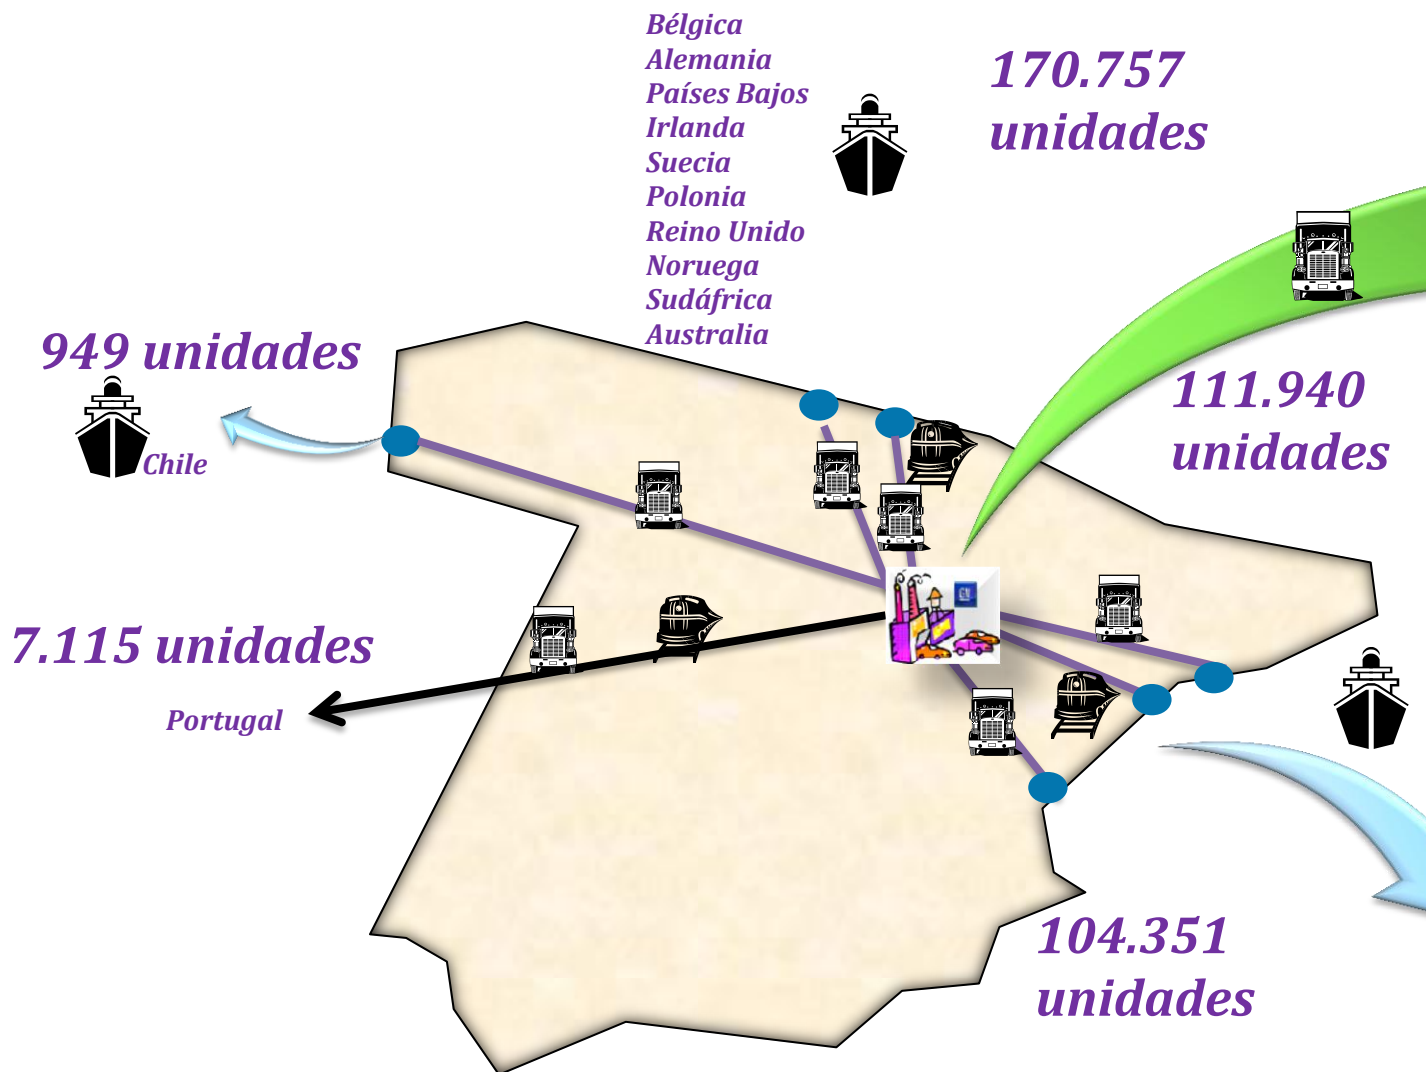 Bélgica
Alemania
Países Bajos
Irlanda
Suecia
Polonia
Reino Unido
Noruega
Sudáfrica
Australia
170.757
unidades
949 unidades
Chile
111.940
unidades
7.115 unidades
Portugal
104.351
unidades